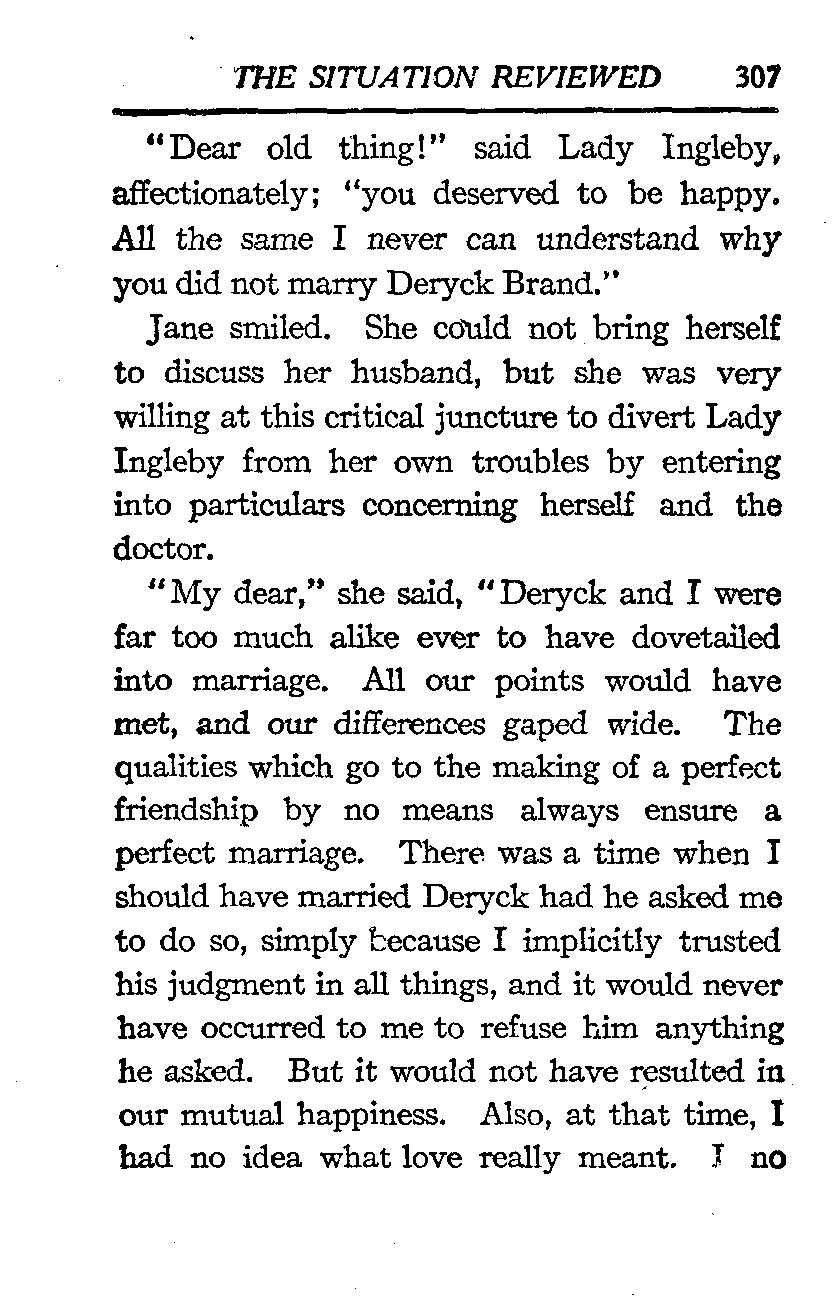 THE SITUATION REVIEWED 307
"Dear old thing!" said Lady Ingleby,
affectionately; "you deserved to be happy.
All the same I never can understand why
you did not marry Deryck Brand."
Jane smiled. She could not bring herself
to discuss her husband, but she was very
willing at this critical juncture to divert Lady
Ingleby from her own troubles by entering
into particulars concerning herself and the
doctor.
"My dear," she said, "Deryck and I were
far too much alike ever to have dovetailed
into marriage. All our points would have
met, and our differences gaped wide. The
qualities which go to the making of a perfect
friendship by no means always ensure a
perfect marriage. There was a time when I
should have married Deryck had he asked me
to do so, simply because I implicitly trusted
his judgment in all things, and it would never
have occurred to me to refuse him anything
he asked. But it would not have resulted in
our mutual happiness. Also, at that time, I
had no idea what love really meant. I no